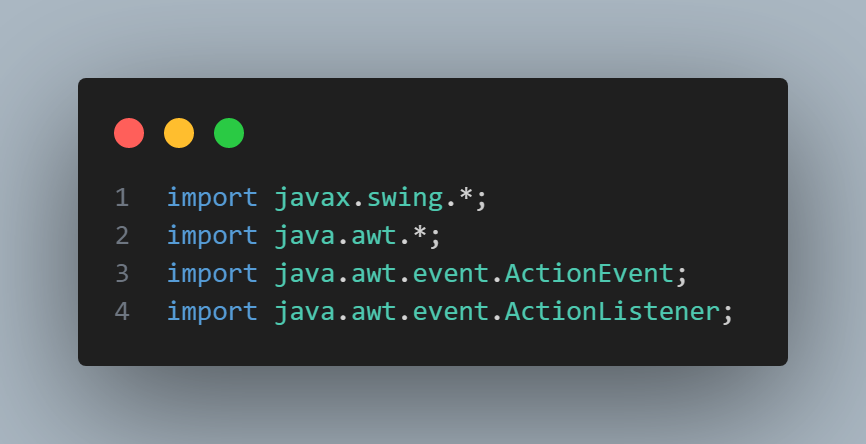 1 import javax.swing.*;
2 import java.awt.*;
3 import java.awt.event.ActionEvent;
4 import java.awt.event.ActionListener;